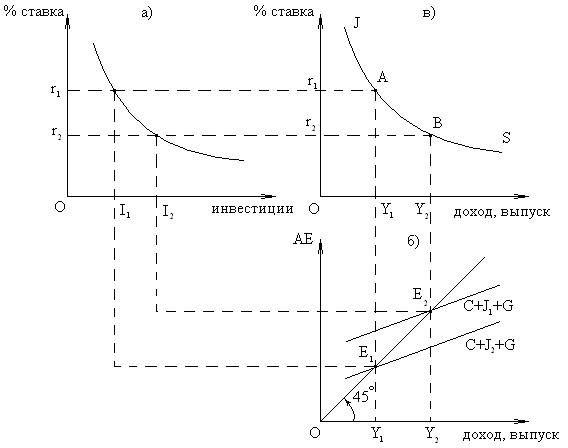 % ставка
а)
r1
r2
O
I1
I2
инвестиции
% ставка
в)
J
A
r1
B
r2
S
O
Y1
Y2
доход, выпуск
AE
б)
E2
C+J1+G
E1
C+J2+G
45°
O
Y1
Y2
доход, выпуск